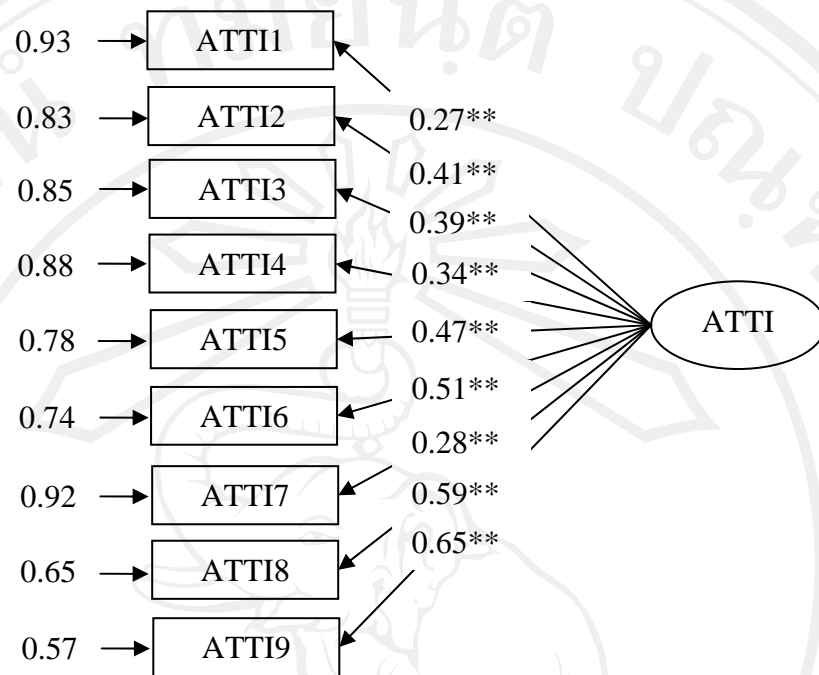 0.93 ATTI1
0.27**
0.83 ATTI2
0.41**
0.85 ATTI3
0.39**
0.88 ATTI4
0.34**
0.78 ATTI5
0.47**
ATTI
0.74 ATTI6
0.51**
0.28**
0.92 ATTI7
0.59**
0.65**
0.65 ATTI8
0.57 ATTI9